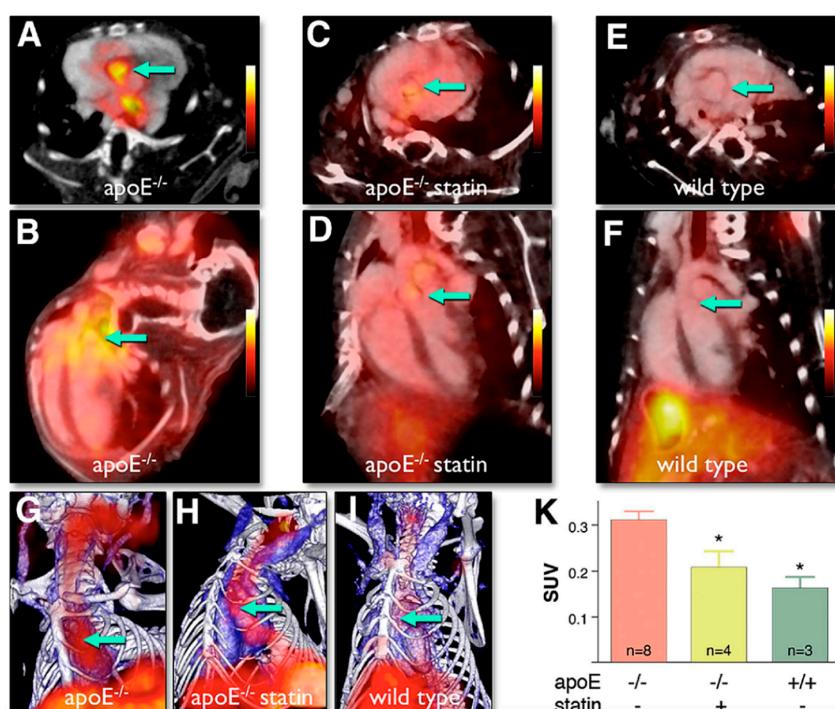 A
apoE-/-
C
apoE-/- statin
E
wild type
B
apoE-/-
D
apoE-/- statin
F
wild type
G
apoE-/-
H
apoE-/- statin
I
wild type
K
SUV
0.3
0.2
0.1
*
*
n=8
n=4
n=3
apoE -/- -/- +/+
statin - + -